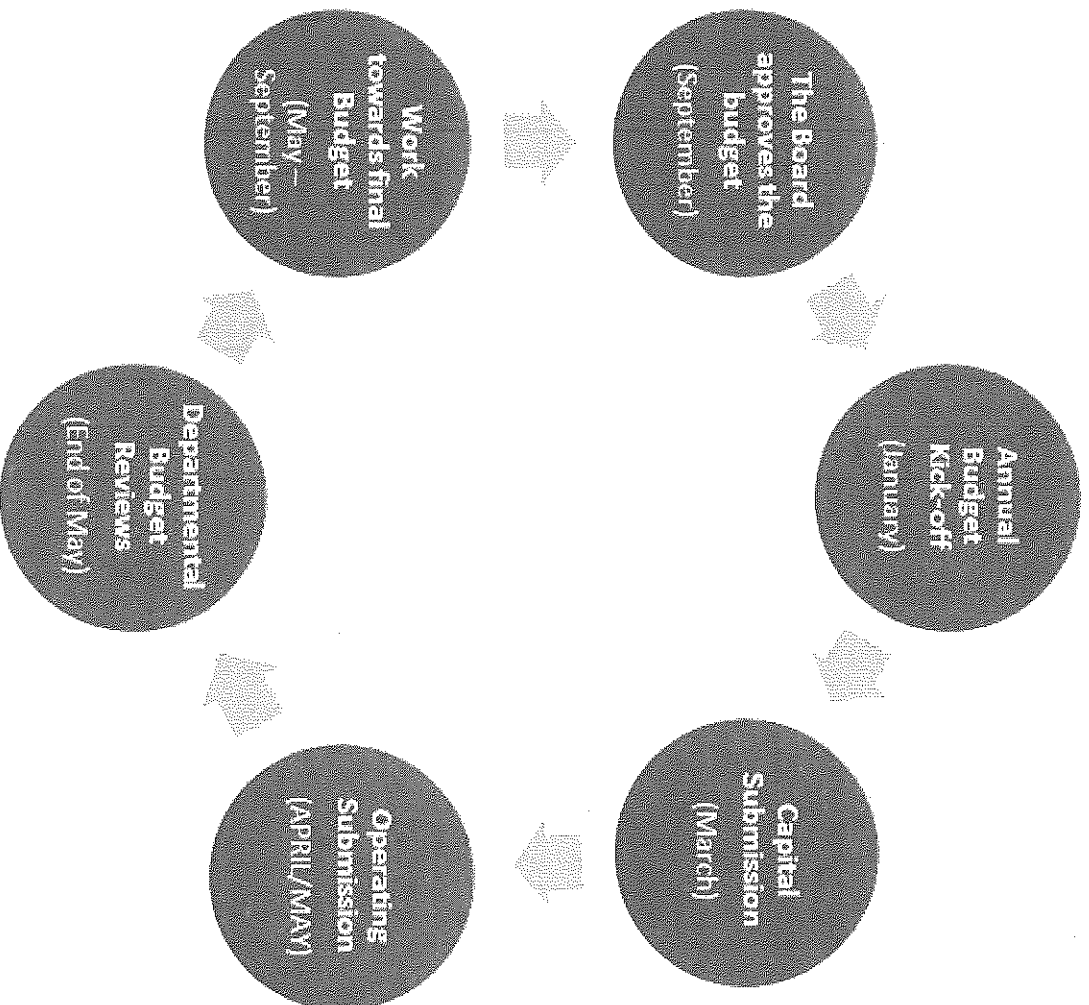 Annual
Budget
Kick-off
(January)
Capital
Submission
(March)
Operating
Submission
(APRIL/MAY)
Departmental
Budget
Reviews
(End of May)
Work
towards final
Budget
(May –
September)
The Board
approves the
budget
(September)